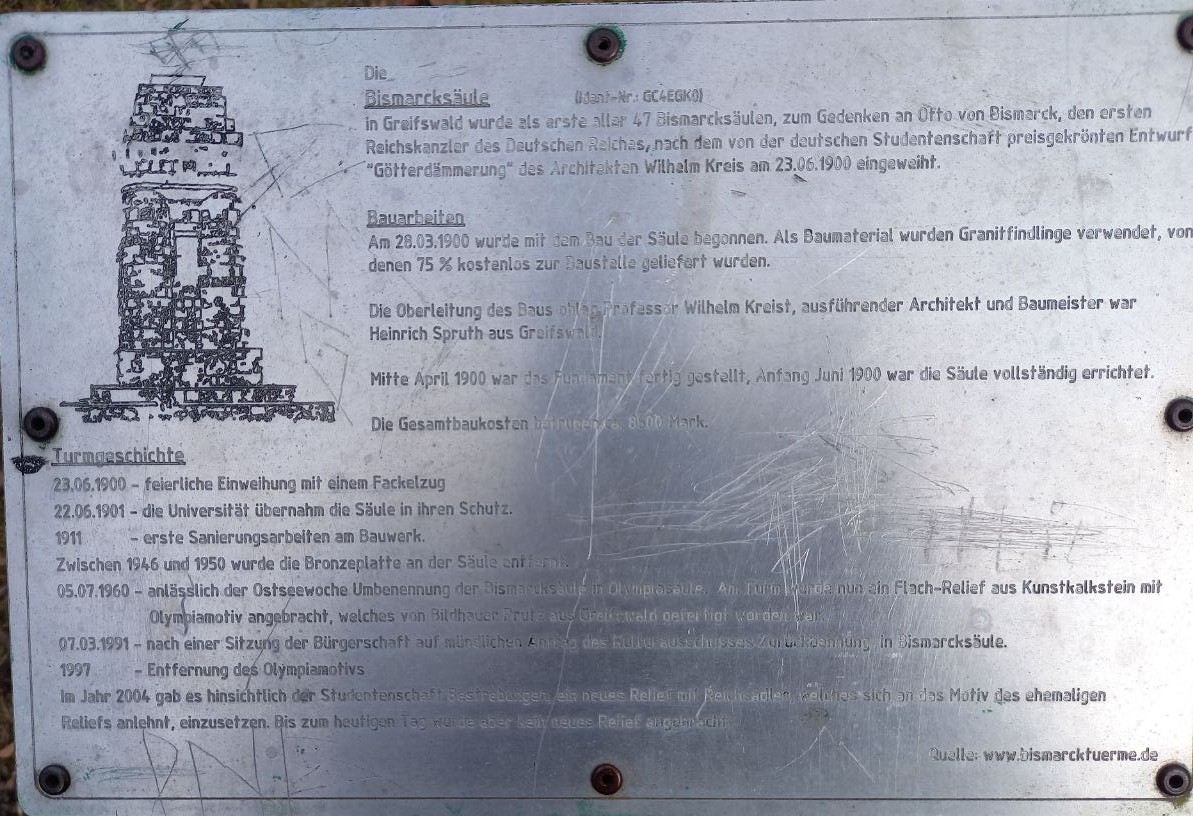 Die
Bismarcksäule (Ident-Nr.: GC4EGK0)
in Greifswald wurde als erste aller 47 Bismarcksäulen, zum Gedenken an Otto von Bismarck, den ersten
Reichskanzler des Deutschen Reiches, nach dem von der deutschen Studentenschaft preisgekrönten Entwurf
"Götterdämmerung" des Architekten Wilhelm Kreis am 23.06.1900 eingeweiht.
Bauarbeiten
Am 28.03.1900 wurde mit dem Bau der Säule begonnen. Als Baumaterial wurden Granitfindlinge verwendet, von
denen 75 % kostenlos zur Baustelle geliefert wurden.
Die Oberleitung des Baus oblag Professor Wilhelm Kreist, ausführender Architekt und Baumeister war
Heinrich Spruth aus Greifswald.
Mitte April 1900 war das Fundament fertig gestellt, Anfang Juni 1900 war die Säule vollständig errichtet.
Die Gesamtbaukosten betrugen ca. 8500 Mark.
Turmgeschichte
23.06.1900 - feierliche Einweihung mit einem Fackelzug
22.06.1901 - die Universität übernahm die Säule in ihren Schutz.
1911 - erste Sanierungsarbeiten am Bauwerk.
Zwischen 1946 und 1950 wurde die Bronzeplatte an der Säule entfernt.
05.07.1960 - anlässlich der Ostseewoche Umbenennung der Bismarcksäule in Olympiasäule. Am Turm wurde nun ein Flach-Relief aus Kunstkalkstein mit
Olympiamotiv angebracht, welches von Bildhauer aus Greifswald gefertigt worden war.
07.03.1991 - nach einer Sitzung der Bürgerschaft auf mündlichen Antrag des Kulturausschusses Zurückbenennung in Bismarcksäule.
1997 - Entfernung des Olympiamotivs
Im Jahr 2004 gab es hinsichtlich der Studentenschaft Bestrebungen, ein neues Relief mit Reichsadler, welches sich an das Motiv des ehemaligen
Reliefs anlehnt, einzusetzen. Bis zum heutigen Tag wurde aber kein neues Relief angebracht.
Quelle: www.bismarcktuerme.de